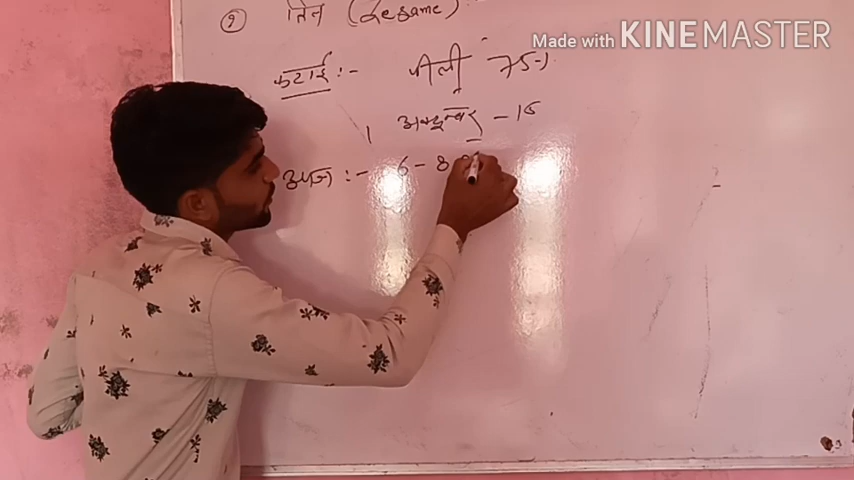 Made with KINEMASTER
9 तिल (Sesame)
कटाई :- पीली 75-1.
अक्टूम्बर - 15
उपज :- 6-8